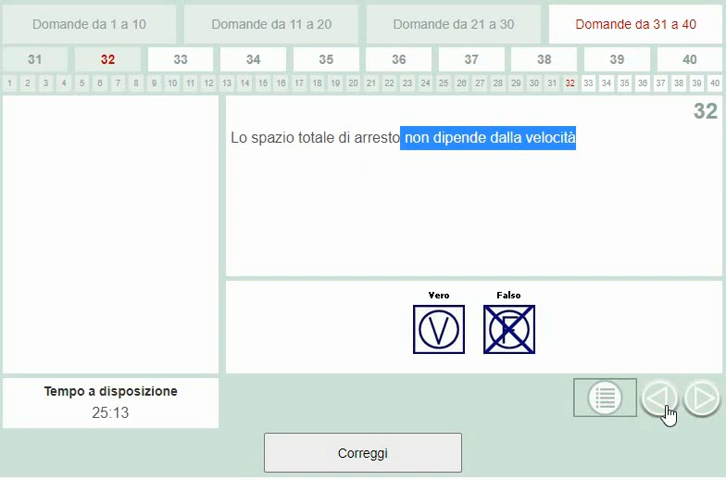 Domande da 1 a 10 Domande da 11 a 20 Domande da 21 a 30 Domande da 31 a 40
31 32 33 34 35 36 37 38 39 40
1 2 3 4 5 6 7 8 9 10 11 12 13 14 15 16 17 18 19 20 21 22 23 24 25 26 27 28 29 30 31 32 33 34 35 36 37 38 39 40
32
Lo spazio totale di arresto non dipende dalla velocità
Vero Falso
V F
Tempo a disposizione
25:13
Correggi